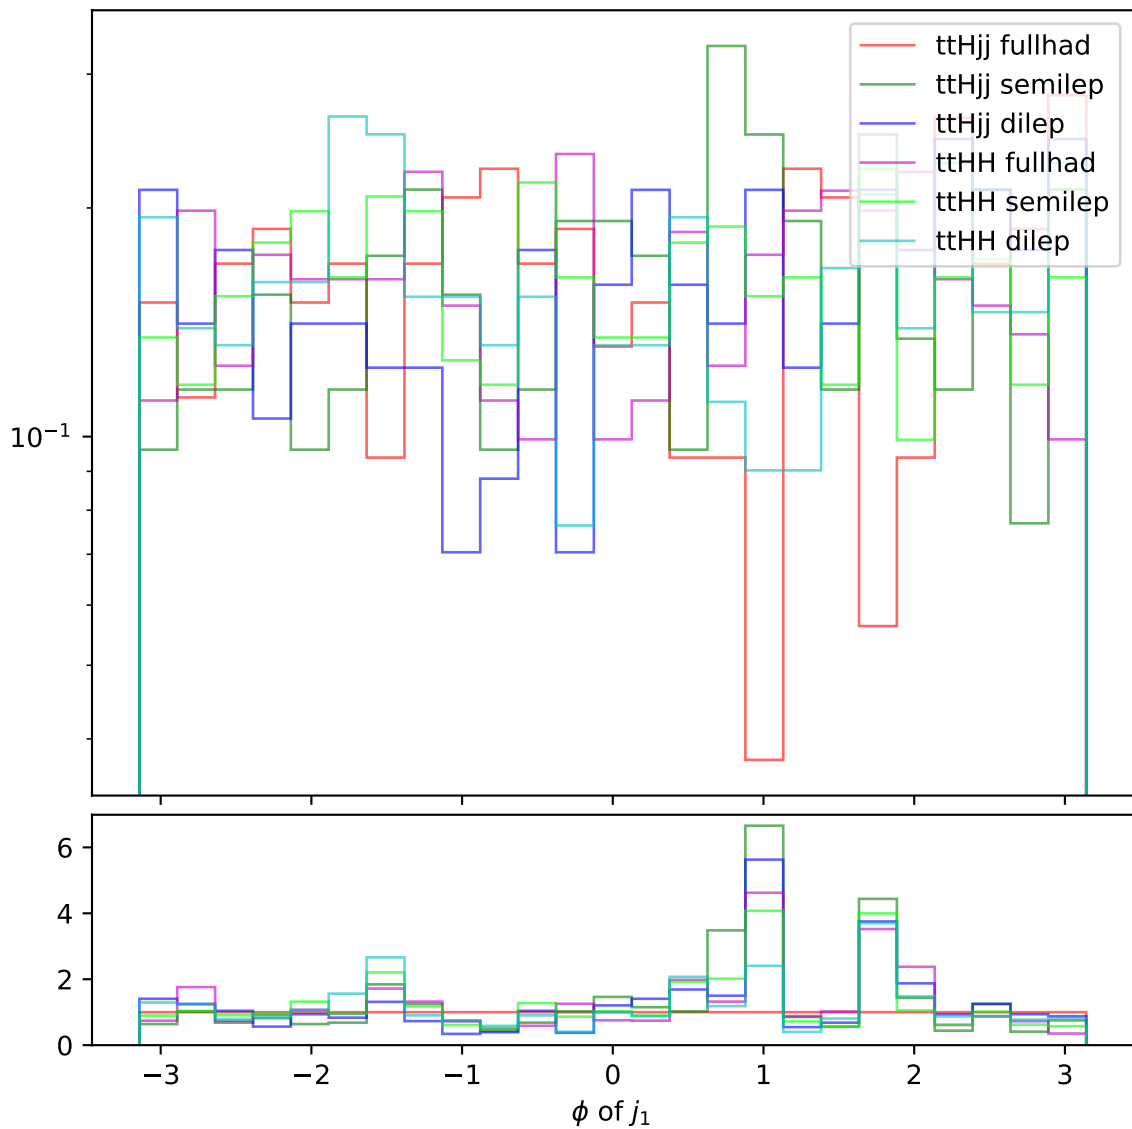 ttHjj fullhad
ttHjj semilep
ttHjj dilep
ttHH fullhad
ttHH semilep
ttHH dilep
10⁻¹
6
4
2
0
−3 −2 −1 0 1 2 3
ϕ of j₁